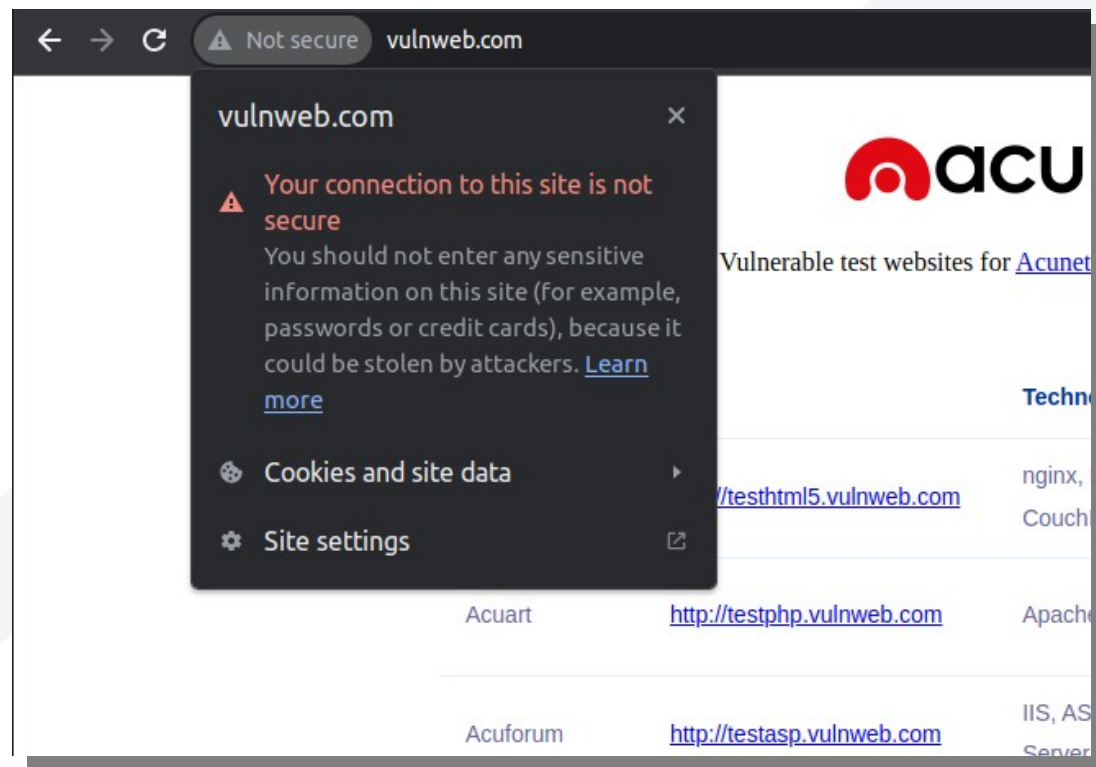 Not secure vulnweb.com
vulnweb.com
Your connection to this site is not
secure
You should not enter any sensitive
information on this site (for example,
passwords or credit cards), because it
could be stolen by attackers. Learn
more
Cookies and site data
Site settings
acu
Vulnerable test websites for Acunet
Techn
//testhtml5.vulnweb.com
nginx,
Couch
Acuart
http://testphp.vulnweb.com
Apache
Acuforum
http://testasp.vulnweb.com
IIS, AS
Server